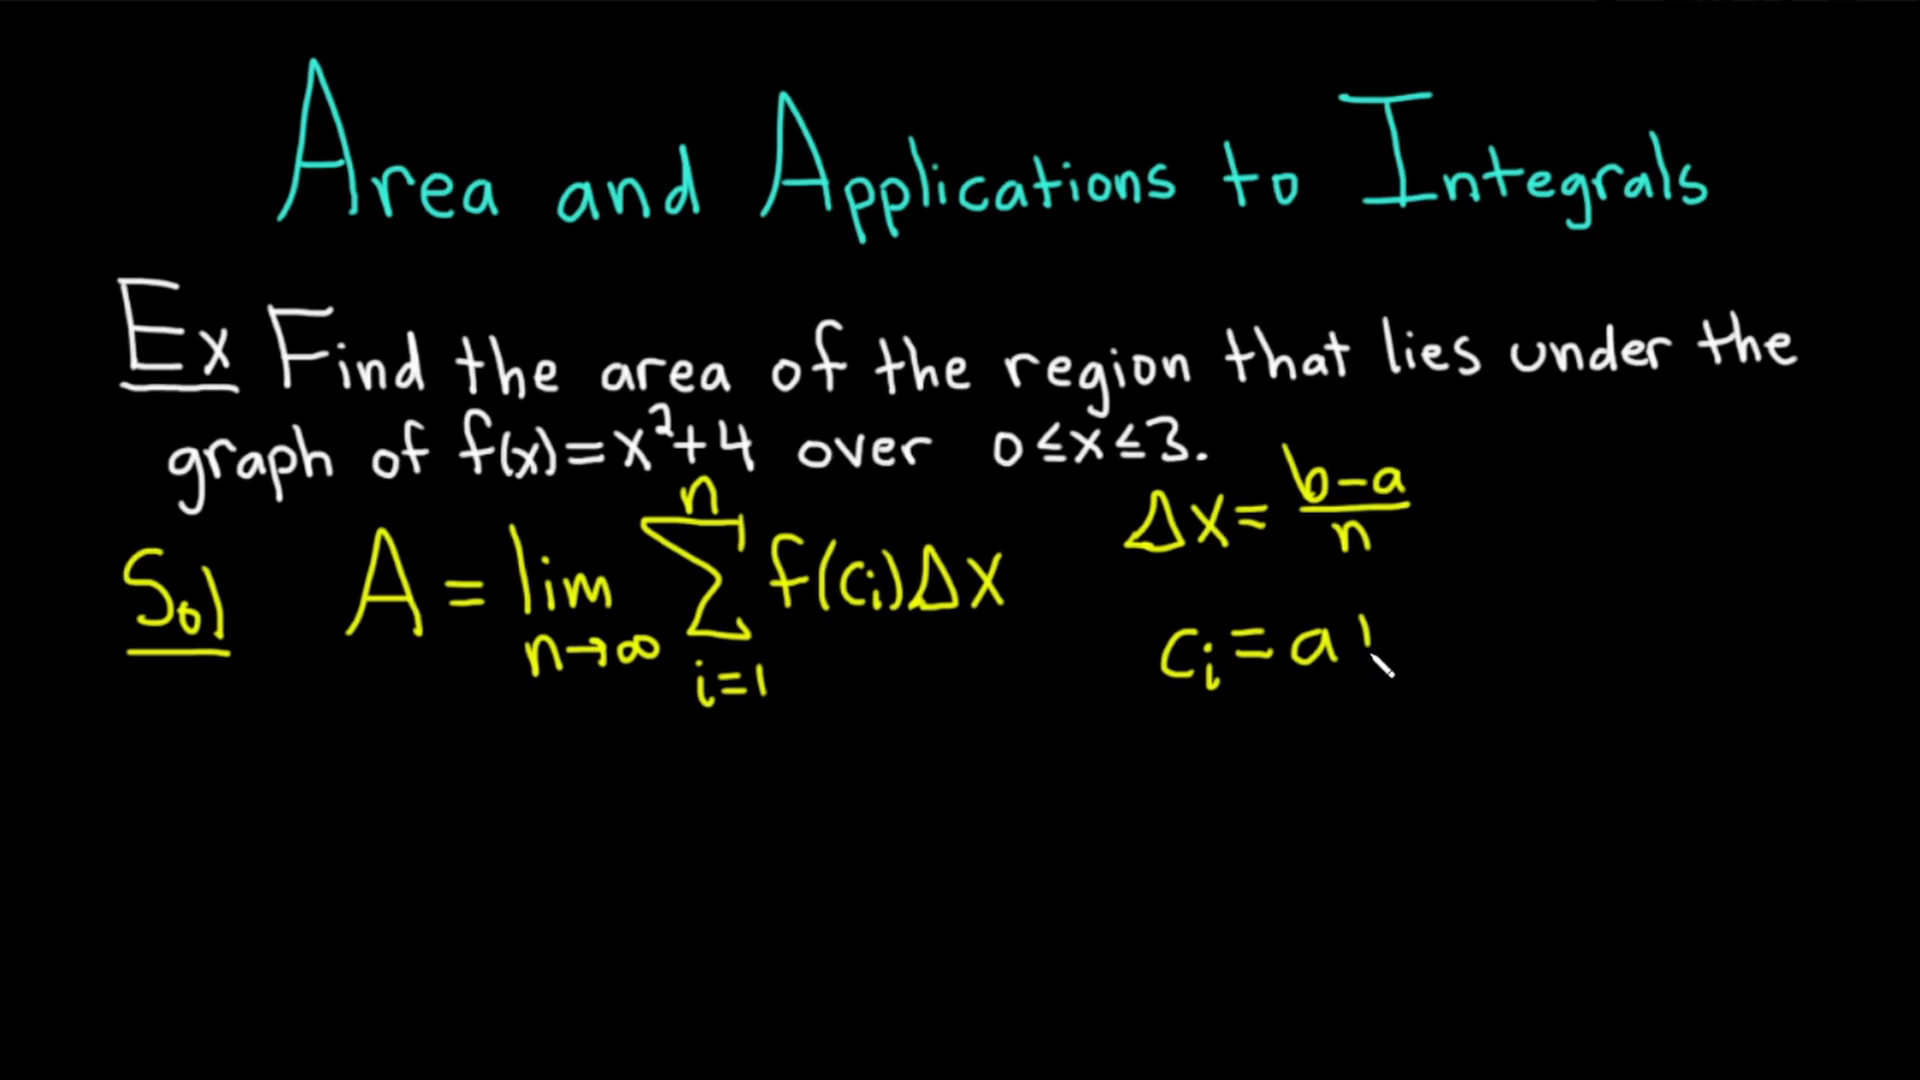 Area and Applications to Integrals
Ex Find the area of the region that lies under the
graph of f(x)=x²+4 over 0≤x≤3.
Sol A = lim n→∞ ∑ i=1 n f(cᵢ)Δx
Δx = b-a / n
cᵢ = a